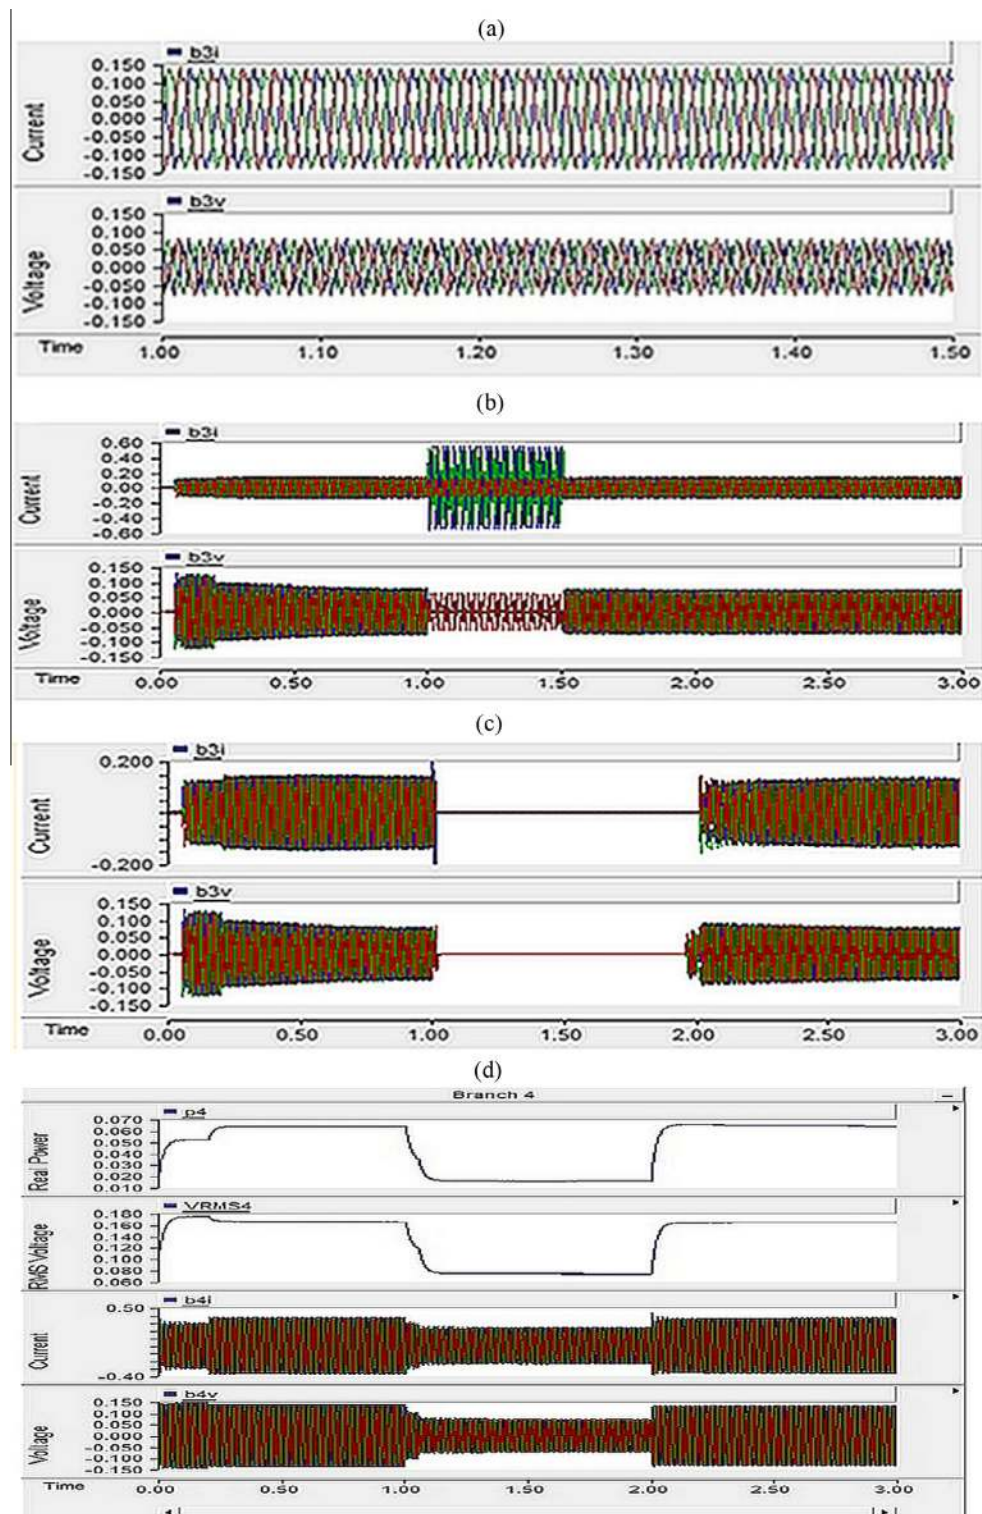 (a)
b3i
Current
0.150
0.100
0.050
0.000
-0.050
-0.100
-0.150
b3v
Voltage
0.150
0.100
0.050
0.000
-0.050
-0.100
-0.150
Time 1.00 1.10 1.20 1.30 1.40 1.50
(b)
b3i
Current
0.60
0.40
0.20
0.00
-0.20
-0.40
-0.60
b3v
Voltage
0.150
0.100
0.050
0.000
-0.050
-0.100
-0.150
Time 0.00 0.50 1.00 1.50 2.00 2.50 3.00
(c)
b3i
Current
0.200
-0.200
b3v
Voltage
0.150
0.100
0.050
0.000
-0.050
-0.100
-0.150
Time 0.00 0.50 1.00 1.50 2.00 2.50 3.00
(d)
Branch 4
p4
Real Power
0.070
0.060
0.050
0.040
0.030
0.020
0.010
VRMS4
RMS Voltage
0.180
0.160
0.140
0.120
0.100
0.080
0.060
b4i
Current
0.50
-0.40
b4v
Voltage
0.150
0.100
0.050
0.000
-0.050
-0.100
-0.150
Time 0.00 0.50 1.00 1.50 2.00 2.50 3.00